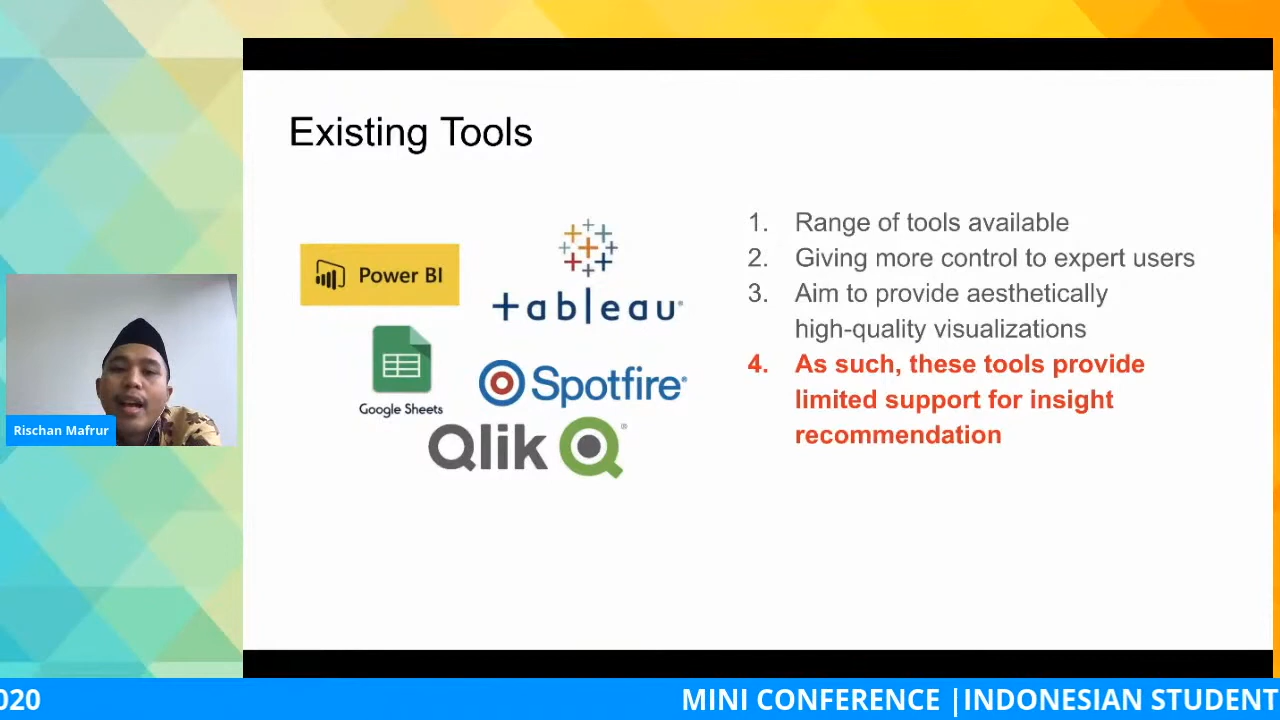 Existing Tools
Power BI
+ableau
Google Sheets
Spotfire®
Qlik
1. Range of tools available
2. Giving more control to expert users
3. Aim to provide aesthetically
high-quality visualizations
4. As such, these tools provide
limited support for insight
recommendation
Rischan Mafrur
020
MINI CONFERENCE |INDONESIAN STUDENT